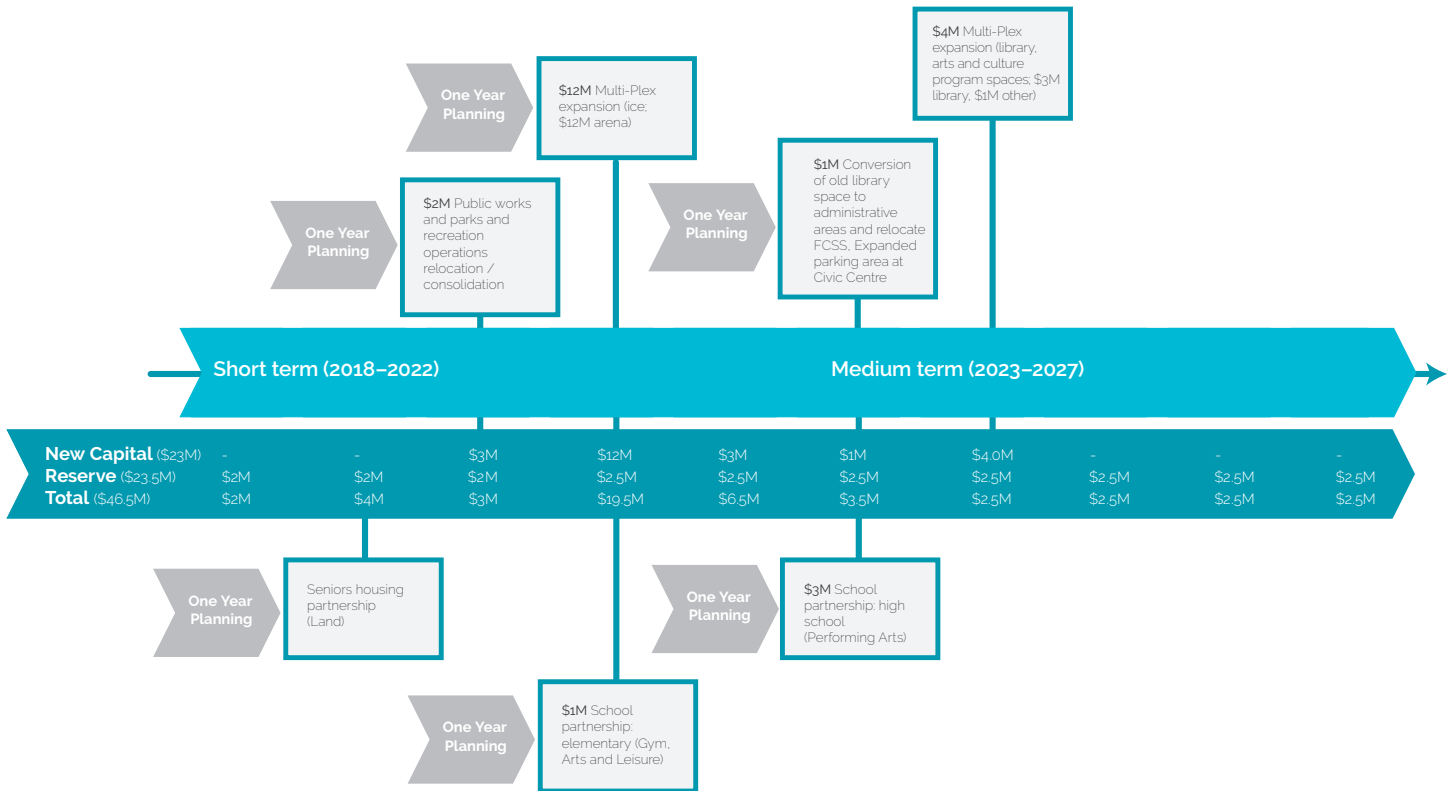 $4M Multi-Plex
expansion (library,
arts and culture
program spaces; $3M
library, $1M other)
One Year
Planning
$12M Multi-Plex
expansion (ice;
$12M arena)
One Year
Planning
$2M Public works
and parks and
recreation
operations
relocation /
consolidation
One Year
Planning
$1M Conversion
of old library
space to
administrative
areas and relocate
FCSS, Expanded
parking area at
Civic Centre
Short term (2018–2022)
Medium term (2023–2027)
New Capital ($23M) - - $3M $12M $3M $1M $4.0M - - -
Reserve ($23.5M) $2M $2M $2M $2.5M $2.5M $2.5M $2.5M $2.5M $2.5M $2.5M
Total ($46.5M) $2M $4M $3M $19.5M $6.5M $3.5M $2.5M $2.5M $2.5M $2.5M
One Year
Planning
Seniors housing
partnership
(Land)
One Year
Planning
$3M School
partnership: high
school
(Performing Arts)
One Year
Planning
$1M School
partnership:
elementary (Gym,
Arts and Leisure)